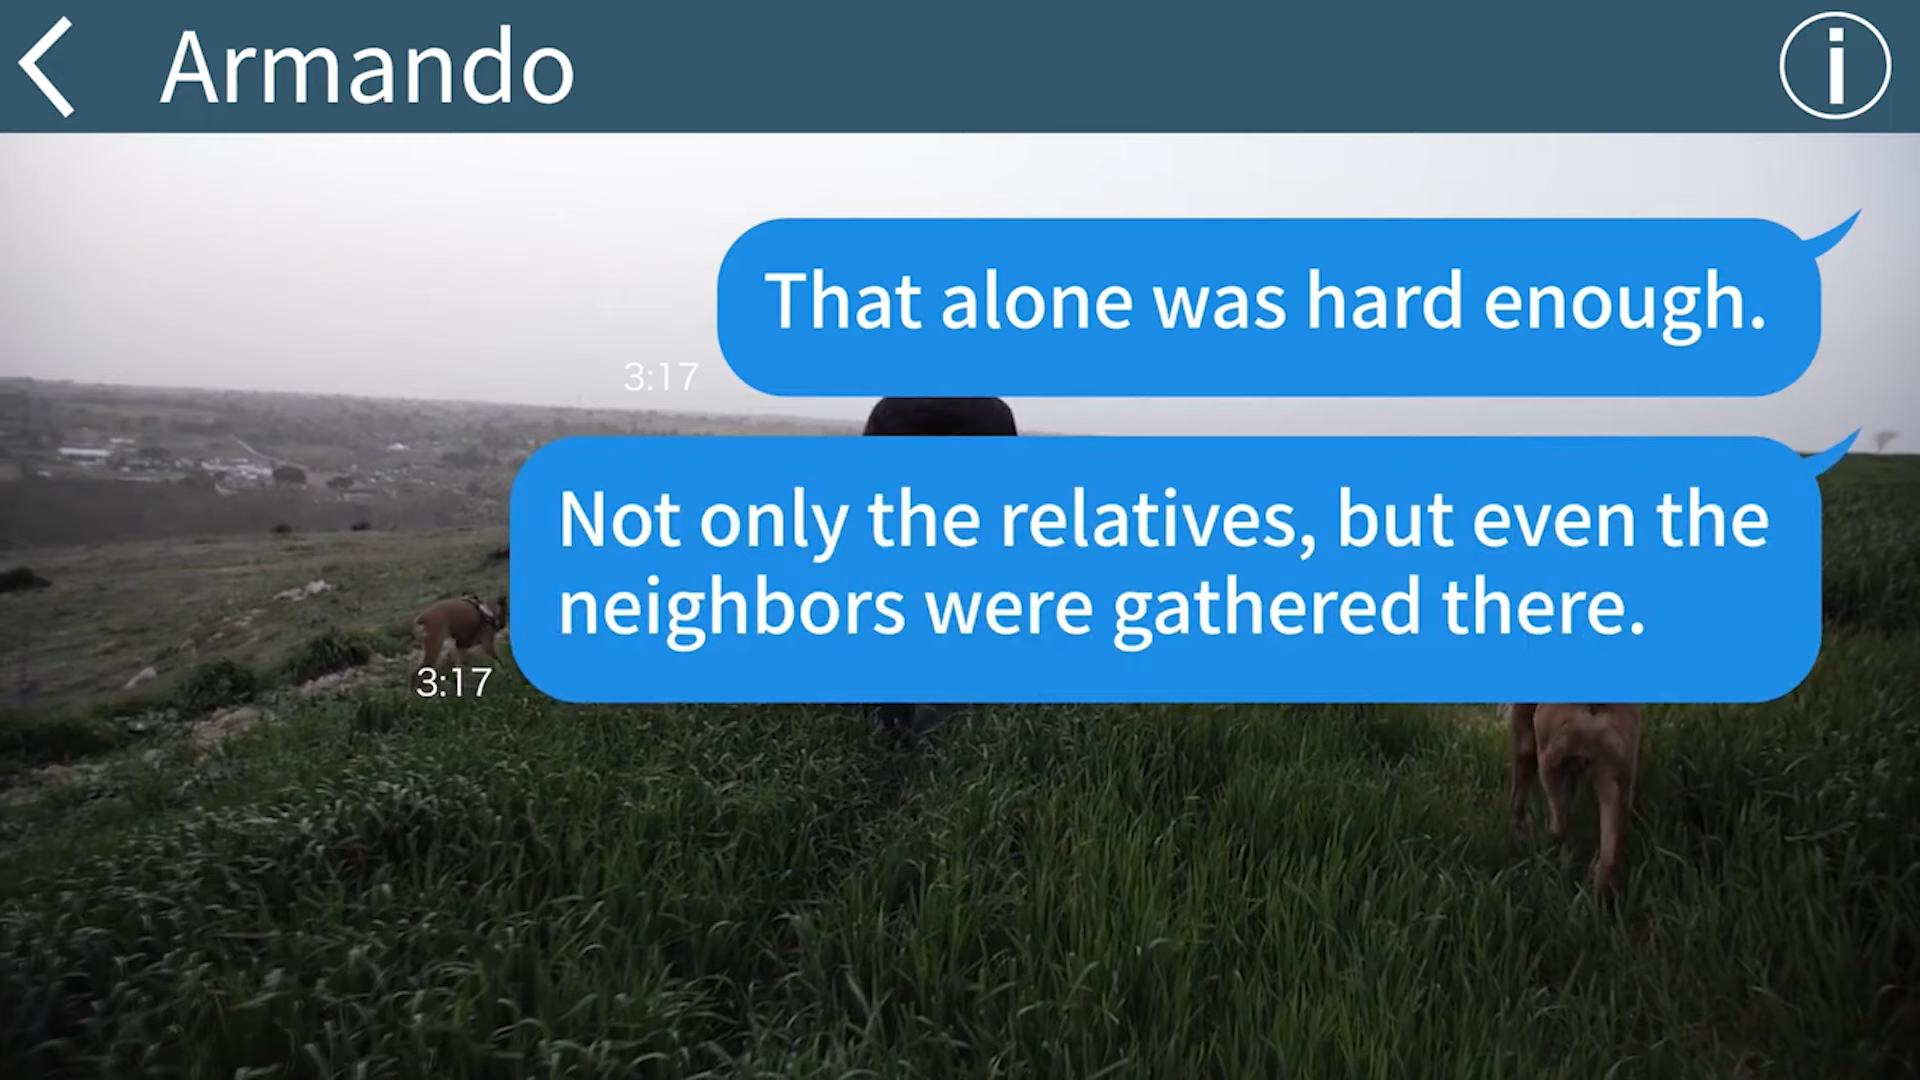 Armando
That alone was hard enough.
3:17
Not only the relatives, but even the
neighbors were gathered there.
3:17